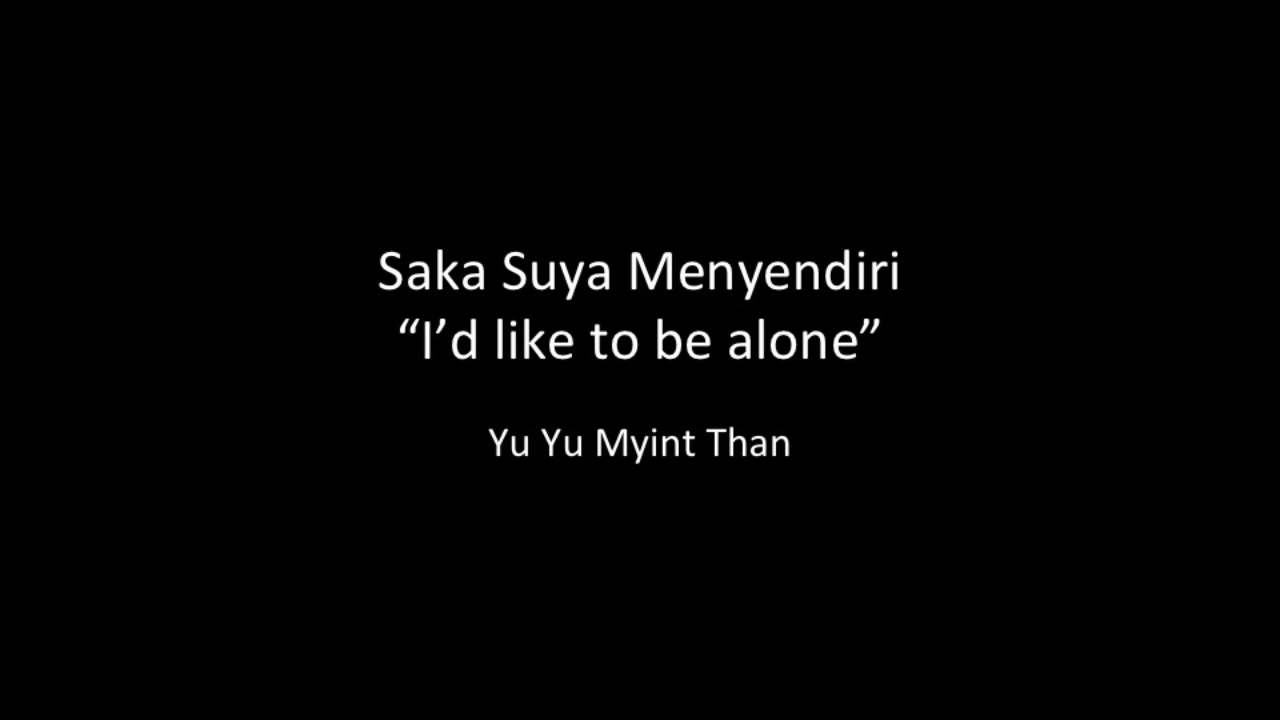 Saka Suya Menyendiri
“I’d like to be alone”
Yu Yu Myint Than